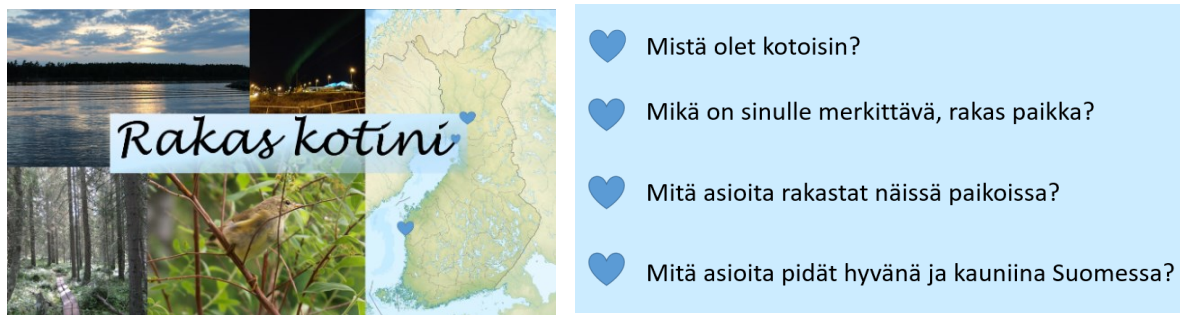 Rakas kotini
Mistä olet kotoisin?
Mikä on sinulle merkittävä, rakas paikka?
Mitä asioita rakastat näissä paikoissa?
Mitä asioita pidät hyvänä ja kauniina Suomessa?